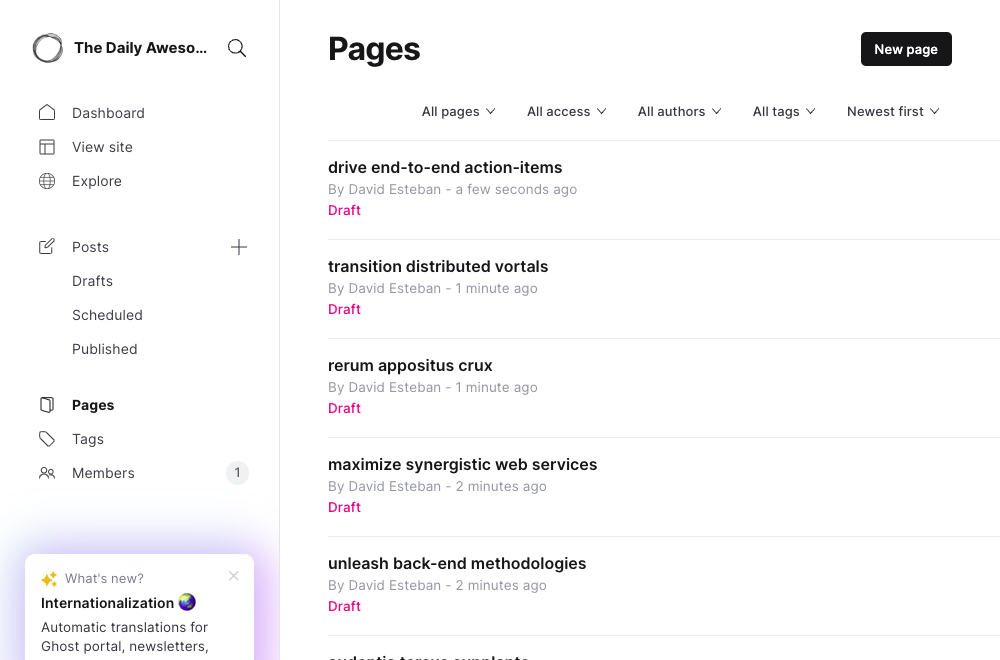 The Daily Aweso...
Dashboard
View site
Explore
Posts
Drafts
Scheduled
Published
Pages
Tags
Members
1
What's new?
Internationalization
Automatic translations for
Ghost portal, newsletters,
Pages
New page
All pages
All access
All authors
All tags
Newest first
drive end-to-end action-items
By David Esteban - a few seconds ago
Draft
transition distributed vortals
By David Esteban - 1 minute ago
Draft
rerum appositus crux
By David Esteban - 1 minute ago
Draft
maximize synergistic web services
By David Esteban - 2 minutes ago
Draft
unleash back-end methodologies
By David Esteban - 2 minutes ago
Draft